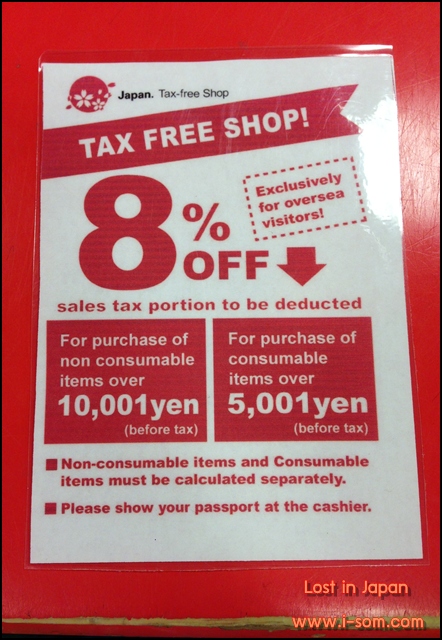 Japan. Tax-free Shop
TAX FREE SHOP!
8% OFF
Exclusively
for oversea
visitors!
sales tax portion to be deducted
For purchase of
non consumable
items over
10,001yen
(before tax)
For purchase of
consumable
items over
5,001yen
(before tax)
Non-consumable items and Consumable
items must be calculated separately.
Please show your passport at the cashier.
Lost in Japan
www.i-som.com